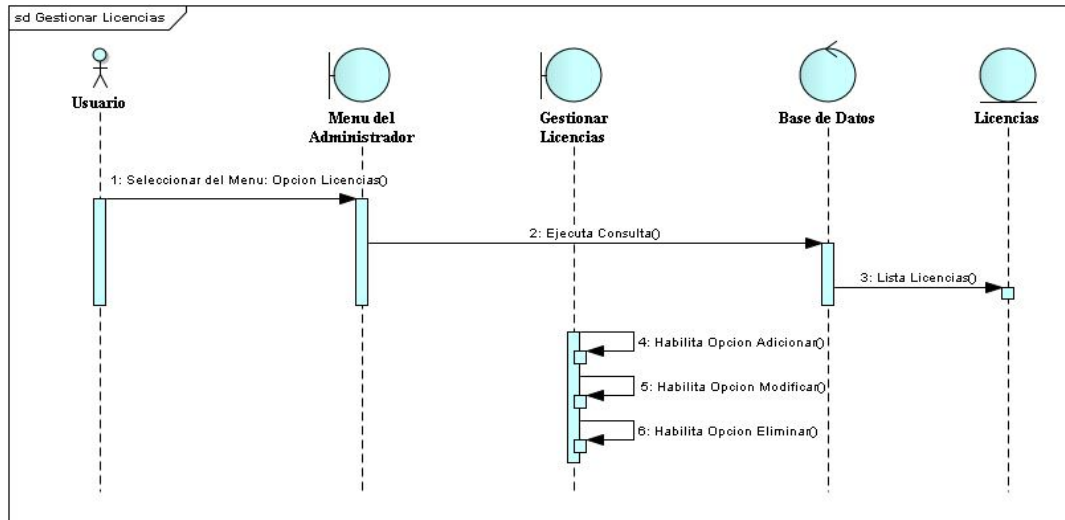 sd Gestionar Licencias
Usuario
Menu del
Administrador
Gestionar
Licencias
Base de Datos
Licencias
1: Seleccionar del Menu: Opcion Licencias()
2: Ejecuta Consulta()
3: Lista Licencias()
4: Habilita Opcion Adicionar()
5: Habilita Opcion Modificar()
6: Habilita Opcion Eliminar()